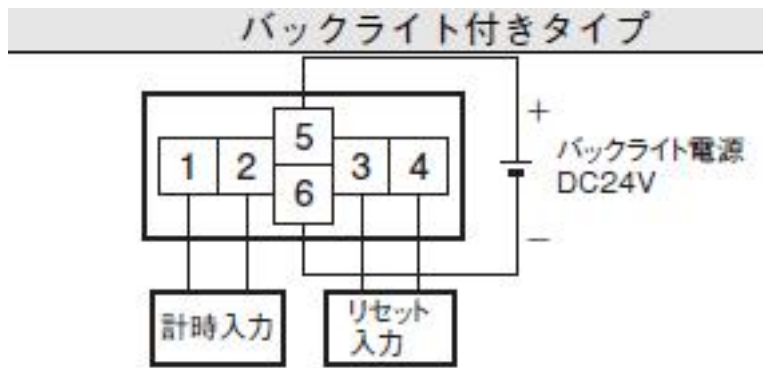 バックライト付きタイプ
5
+
1 2 3 4
バックライト電源
DC24V
6
−
計時入力
リセット
入力